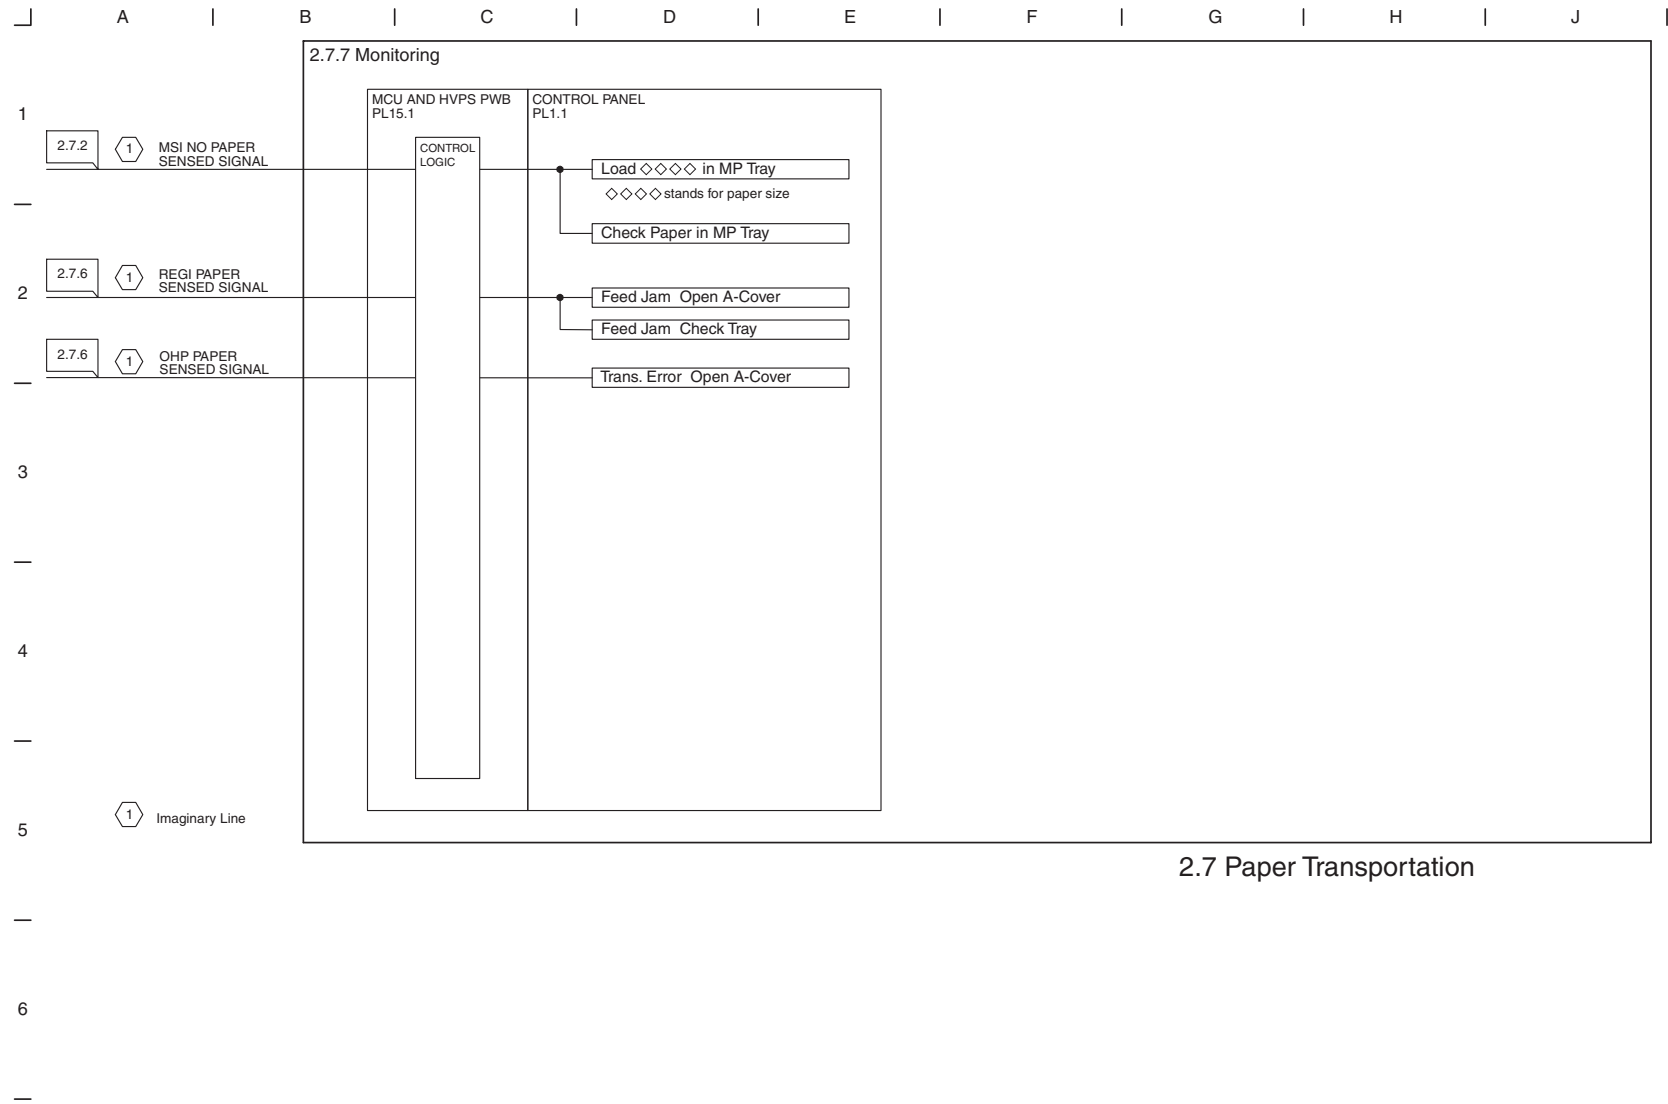 A B C D E F G H J
2.7.7 Monitoring
1
MCU AND HVPS PWB
PL15.1
CONTROL PANEL
PL1.1
2.7.2
1
MSI NO PAPER
SENSED SIGNAL
CONTROL
LOGIC
Load ◇◇◇◇ in MP Tray
◇◇◇◇ stands for paper size
Check Paper in MP Tray
2
2.7.6
1
REGI PAPER
SENSED SIGNAL
Feed Jam Open A-Cover
Feed Jam Check Tray
2.7.6
1
OHP PAPER
SENSED SIGNAL
Trans. Error Open A-Cover
3
4
5
1 Imaginary Line
2.7 Paper Transportation
6